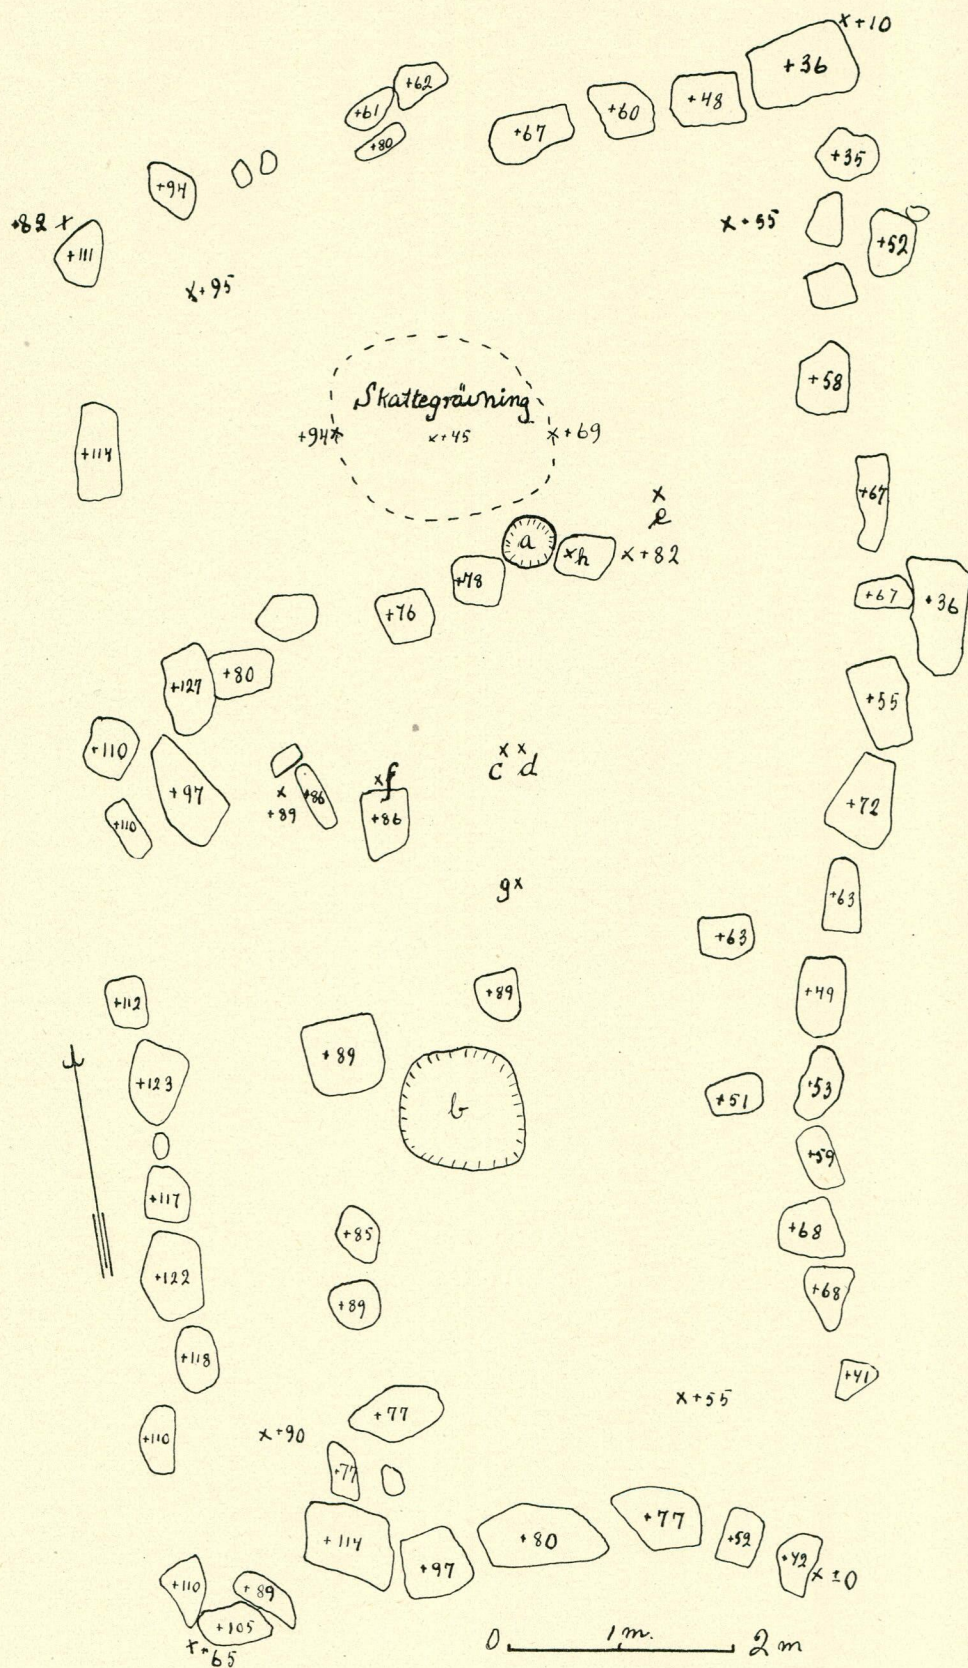 x+10
+36
+62
+61
+80
+67
+60
+48
+35
+94
+82 x
+111
x+95
x+55
+52
+58
Skattegrävning
+94x
x+45
x+69
+114
+67
x
e
a
xh
x+82
+78
+76
+67
+36
+127
+80
+55
+110
+97
+110
x
+89
+86
xf
+86
x x
c d
+72
gx
+63
+63
+112
+89
+49
+123
+89
b
+51
+53
+59
+117
+85
+68
+122
+89
+68
+118
+41
+110
x+90
+77
x+55
+77
+114
+97
+80
+77
+52
+42
x ±0
+110
+89
+105
x+65
0 1 m. 2 m